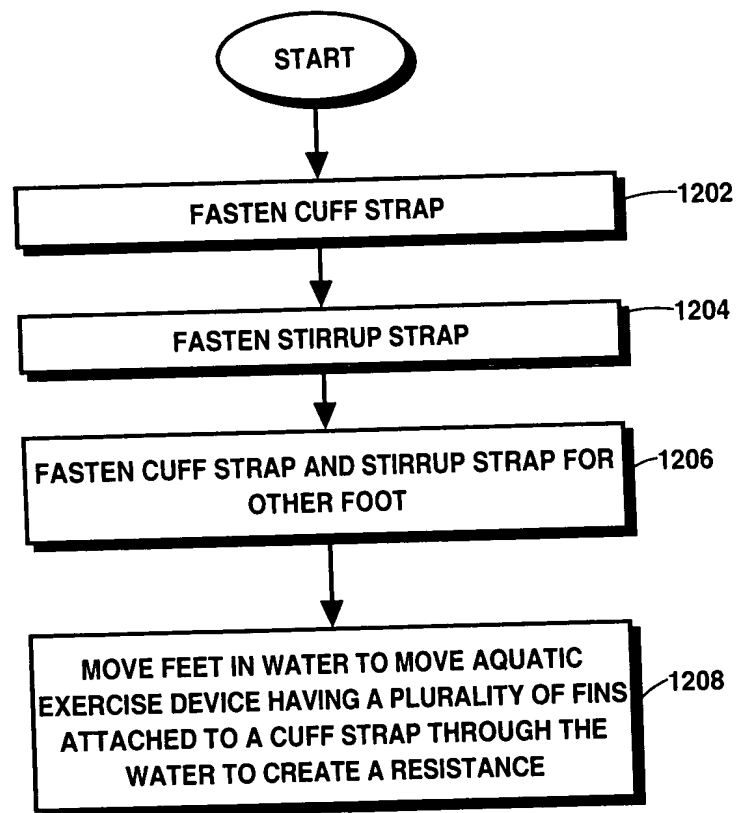 START
FASTEN CUFF STRAP
1202
FASTEN STIRRUP STRAP
1204
FASTEN CUFF STRAP AND STIRRUP STRAP FOR
OTHER FOOT
1206
MOVE FEET IN WATER TO MOVE AQUATIC
EXERCISE DEVICE HAVING A PLURALITY OF FINS
ATTACHED TO A CUFF STRAP THROUGH THE
WATER TO CREATE A RESISTANCE
1208